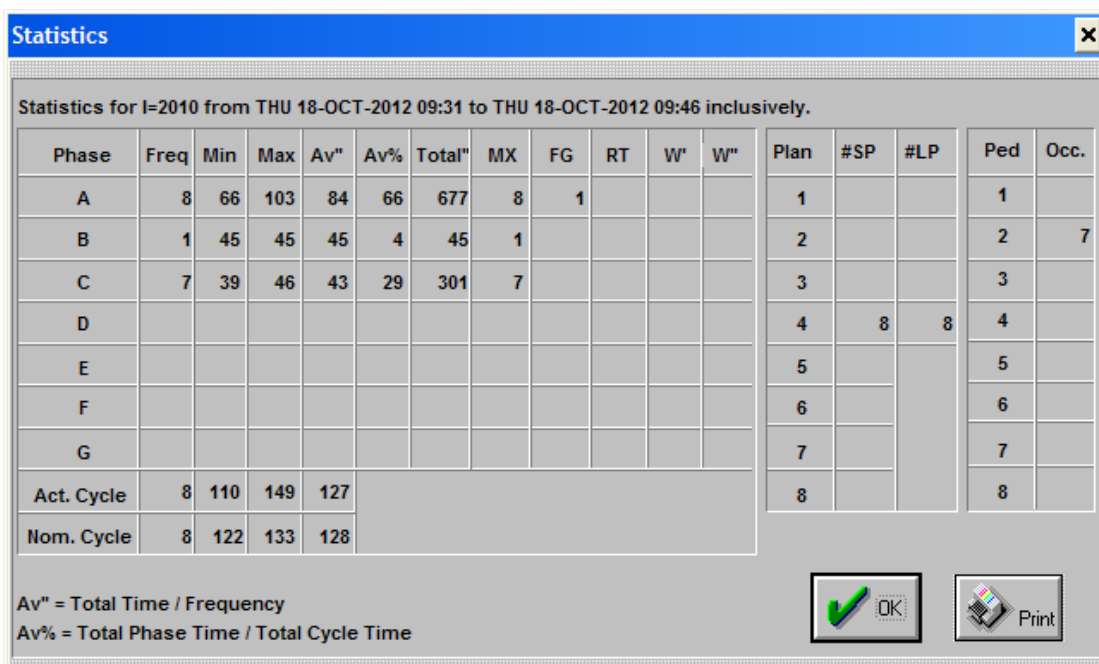 Statistics
Statistics for I=2010 from THU 18-OCT-2012 09:31 to THU 18-OCT-2012 09:46 inclusively.
Phase Freq Min Max Av" Av% Total" MX FG RT W' W" Plan #SP #LP Ped Occ.
A 8 66 103 84 66 677 8 1 1 1
B 1 45 45 45 4 45 1 2 2 7
C 7 39 46 43 29 301 7 3 3
D 4 8 8 4
E 5 5
F 6 6
G 7 7
Act. Cycle 8 110 149 127 8 8
Nom. Cycle 8 122 133 128
Av" = Total Time / Frequency
Av% = Total Phase Time / Total Cycle Time
OK
Print